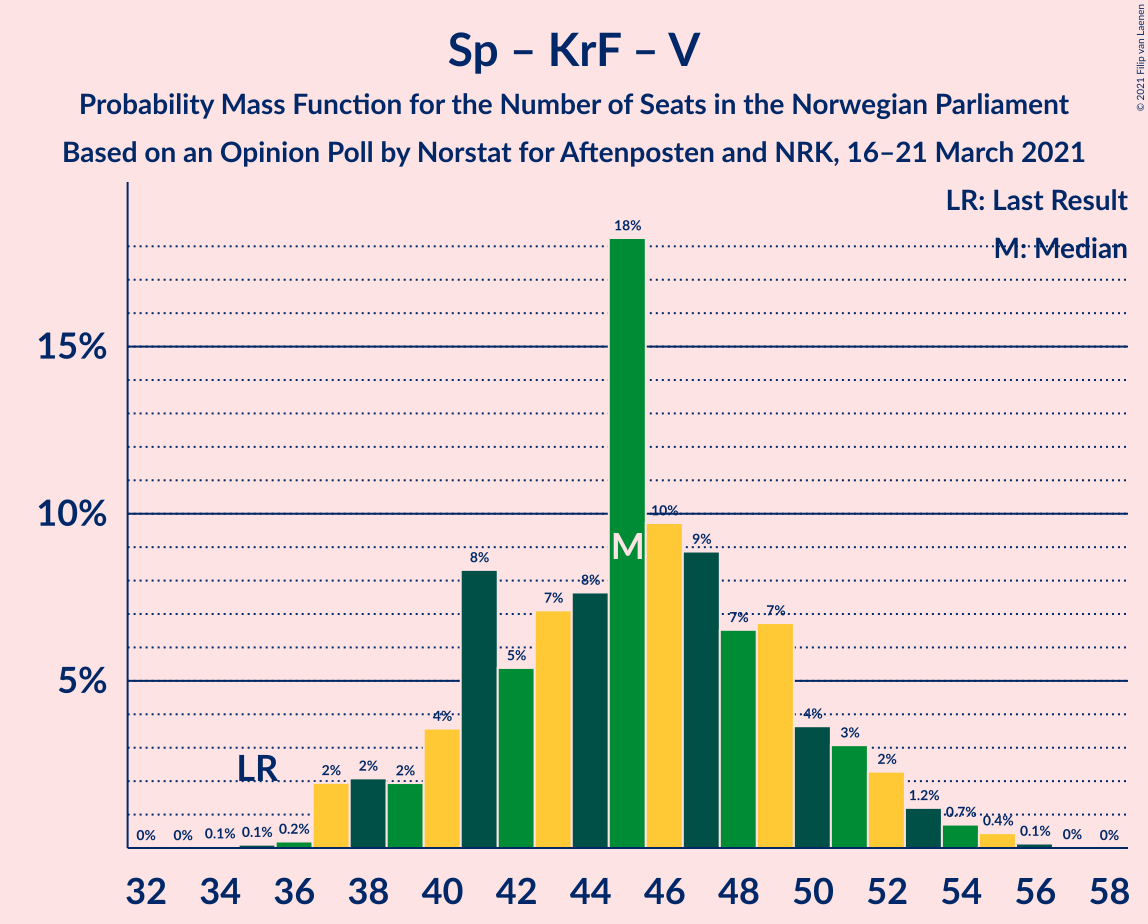 Sp – KrF – V
Probability Mass Function for the Number of Seats in the Norwegian Parliament
Based on an Opinion Poll by Norstat for Aftenposten and NRK, 16–21 March 2021
© 2021 Filip van Laenen
LR: Last Result
M: Median
15%
10%
5%
0% 0% 0.1% 0.1% 0.2% 2% 2% 2% 4% 8% 5% 7% 8% 18% 10% 9% 7% 7% 4% 3% 2% 1.2% 0.7% 0.4% 0.1% 0% 0%
LR
M
32 34 36 38 40 42 44 46 48 50 52 54 56 58